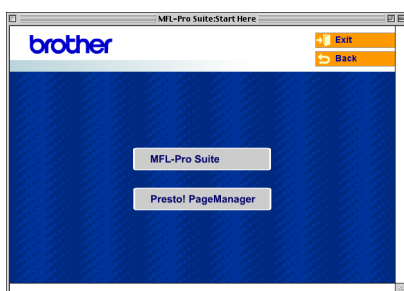 MFL-Pro Suite:Start Here
brother
Exit
Back
MFL-Pro Suite
Presto! PageManager